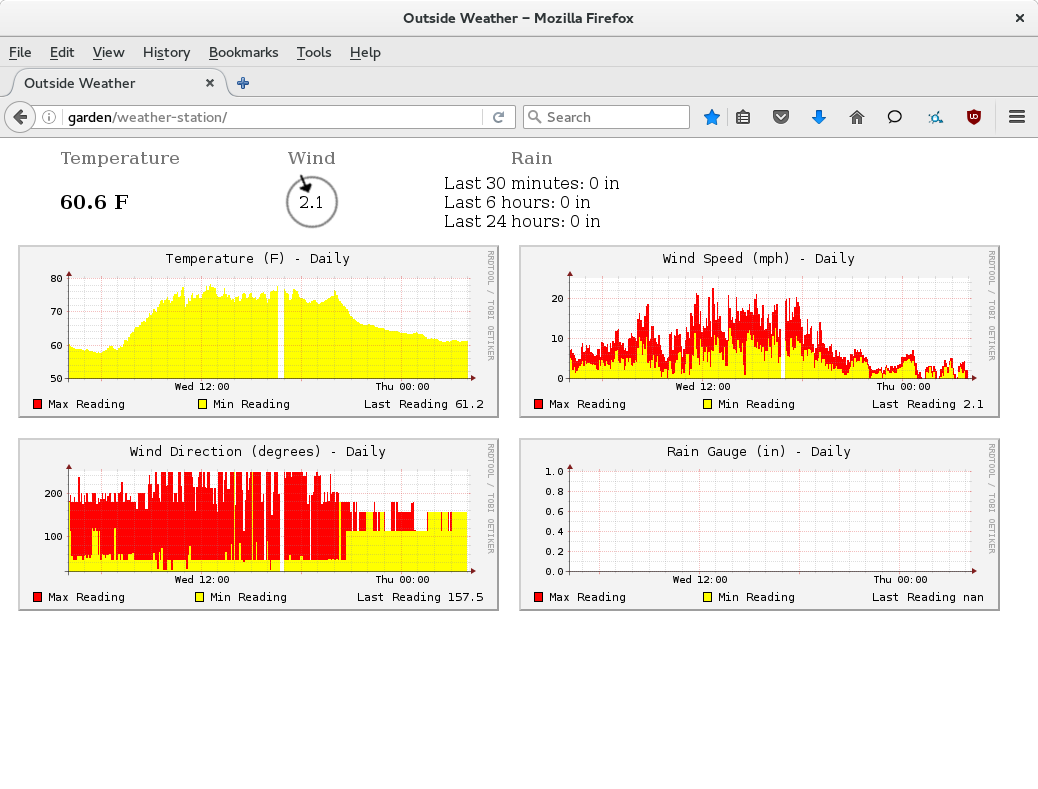 Outside Weather – Mozilla Firefox
File Edit View History Bookmarks Tools Help
Outside Weather
garden/weather-station/
Search
Temperature Wind Rain
60.6 F
2.1
Last 30 minutes: 0 in
Last 6 hours: 0 in
Last 24 hours: 0 in
Temperature (F) - Daily
RRDTOOL / TOBI OETIKER
80
70
60
50
Wed 12:00 Thu 00:00
Max Reading Min Reading Last Reading 61.2
Wind Speed (mph) - Daily
RRDTOOL / TOBI OETIKER
20
10
0
Wed 12:00 Thu 00:00
Max Reading Min Reading Last Reading 2.1
Wind Direction (degrees) - Daily
RRDTOOL / TOBI OETIKER
200
100
Wed 12:00 Thu 00:00
Max Reading Min Reading Last Reading 157.5
Rain Gauge (in) - Daily
RRDTOOL / TOBI OETIKER
1.0
0.8
0.6
0.4
0.2
0.0
Wed 12:00 Thu 00:00
Max Reading Min Reading Last Reading nan